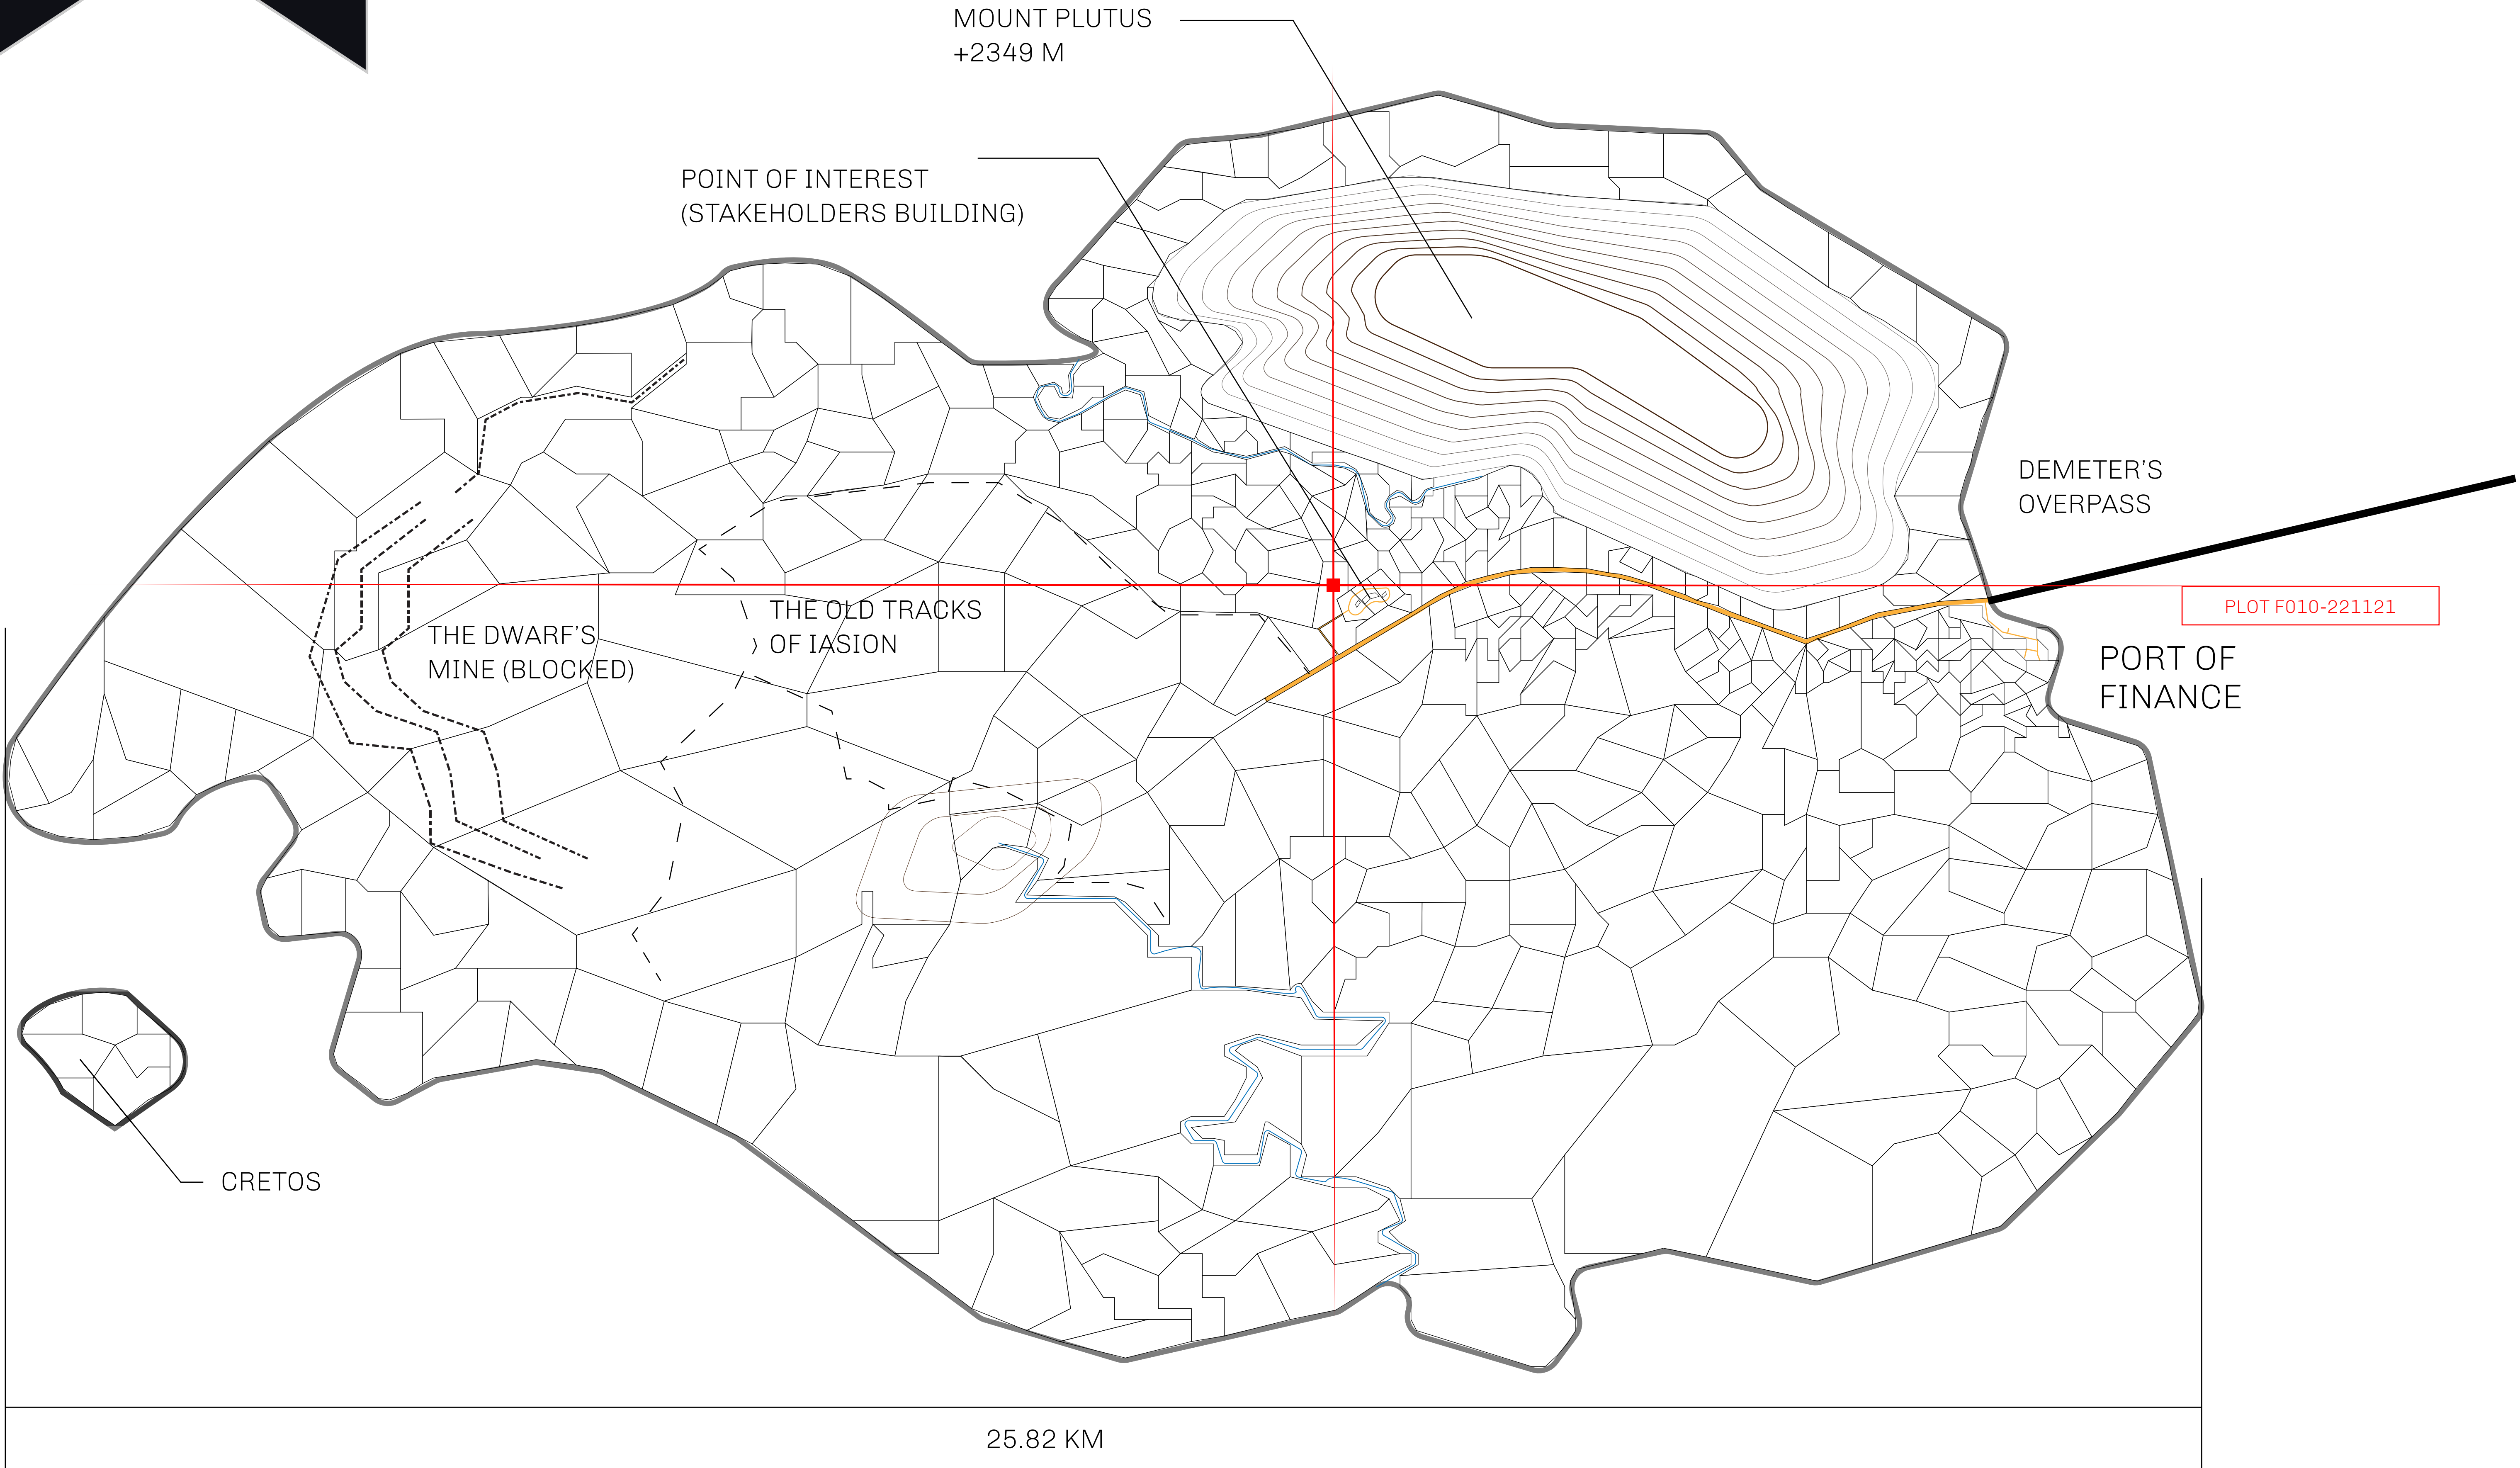 MOUNT PLUTUS
+2349 M
POINT OF INTEREST
(STAKEHOLDERS BUILDING)
DEMETER'S
OVERPASS
PLOT F010-221121
THE OLD TRACKS
OF IASION
THE DWARF'S
MINE (BLOCKED)
PORT OF
FINANCE
CRETOS
25.82 KM